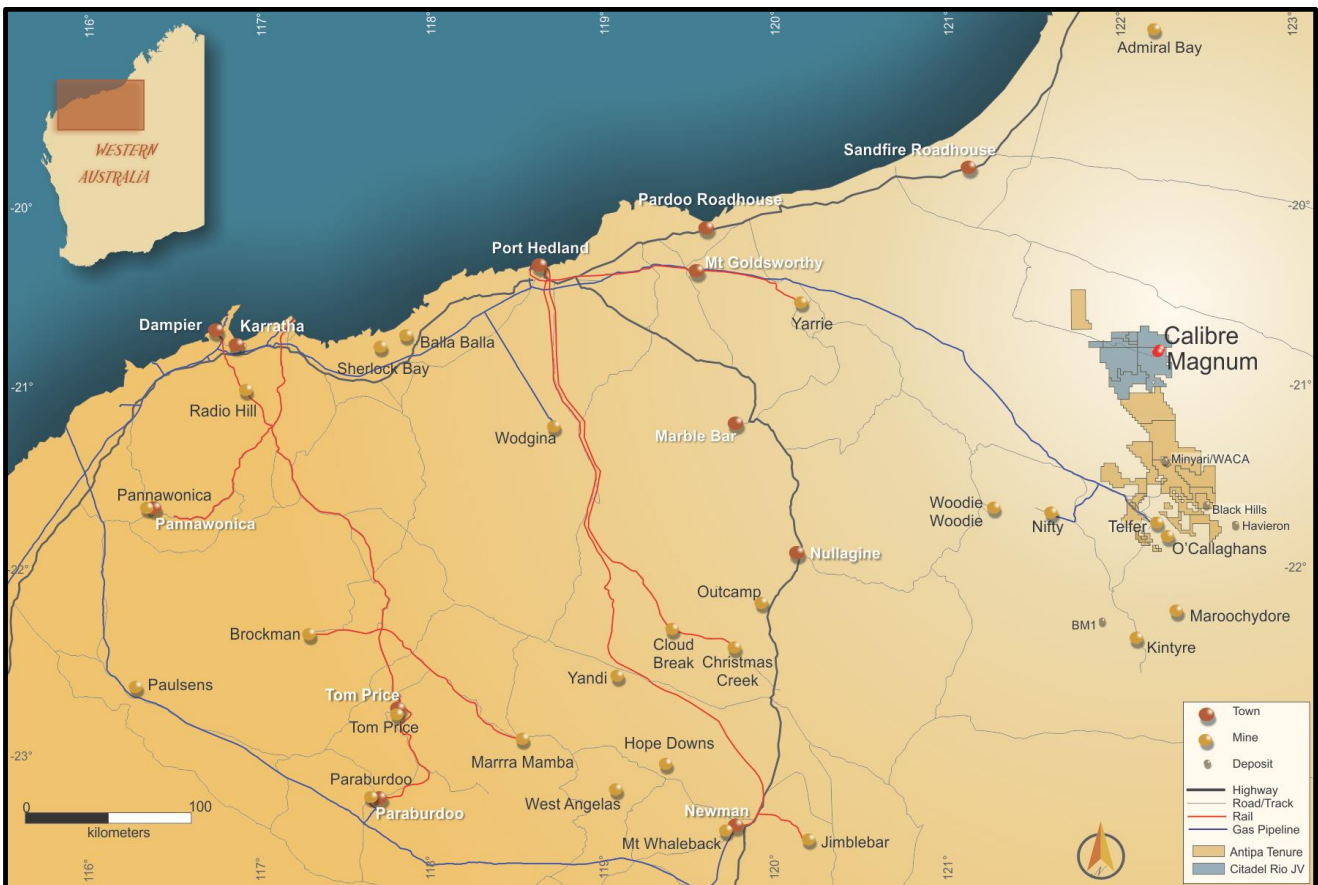 116°
117°
118°
119°
120°
121°
122°
123°
Admiral Bay
WESTERN
AUSTRALIA
Sandfire Roadhouse
-20°
-20°
Pardoo Roadhouse
Port Hedland
Mt Goldsworthy
Dampier
Karratha
Yarrie
Balla Balla
Sherlock Bay
Calibre
Magnum
-21°
-21°
Radio Hill
Wodgina
Marble Bar
Minyari/WACA
Pannawonica
Pannawonica
Woodie
Woodie
Nifty
Telfer
Black Hills
Havieron
O'Callaghans
Nullagine
-22°
-22°
Outcamp
Maroochydore
BM1
Kintyre
Brockman
Cloud
Break
Christmas
Creek
Yandi
Paulsens
Tom Price
Tom Price
-23°
Marrra Mamba
Hope Downs
Paraburdoo
Paraburdoo
West Angelas
Newman
Mt Whaleback
Jimblebar
0
100
kilometers
Town
Mine
Deposit
Highway
Road/Track
Rail
Gas Pipeline
Antipa Tenure
Citadel Rio JV
N
116°
117°
118°
119°
120°
121°